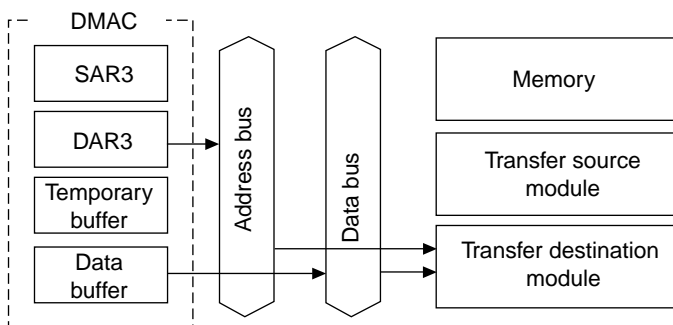 DMAC
SAR3
DAR3
Temporary
buffer
Data
buffer
Address bus
Data bus
Memory
Transfer source
module
Transfer destination
module